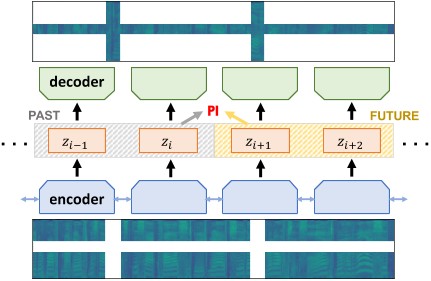 decoder
PI
PAST
FUTURE
. . . z_{i-1} z_i z_{i+1} z_{i+2} . . .
encoder